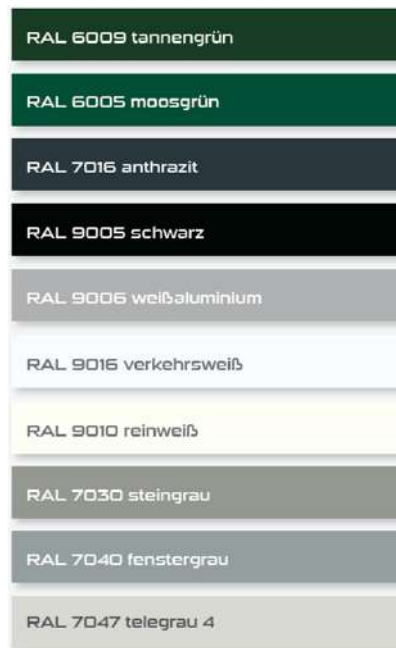 RAL 6009 tannengrün
RAL 6005 moosgrün
RAL 7016 anthrazit
RAL 9005 schwarz
RAL 9006 weißaluminium
RAL 9016 verkehrsweiß
RAL 9010 reinweiß
RAL 7030 steingrau
RAL 7040 fenstergrau
RAL 7047 telegrau 4